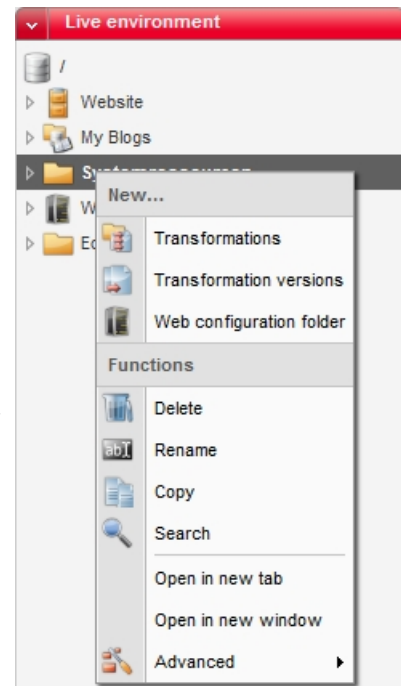 Live environment
/
Website
My Blogs
New...
Transformations
Transformation versions
Web configuration folder
Functions
Delete
Rename
Copy
Search
Open in new tab
Open in new window
Advanced